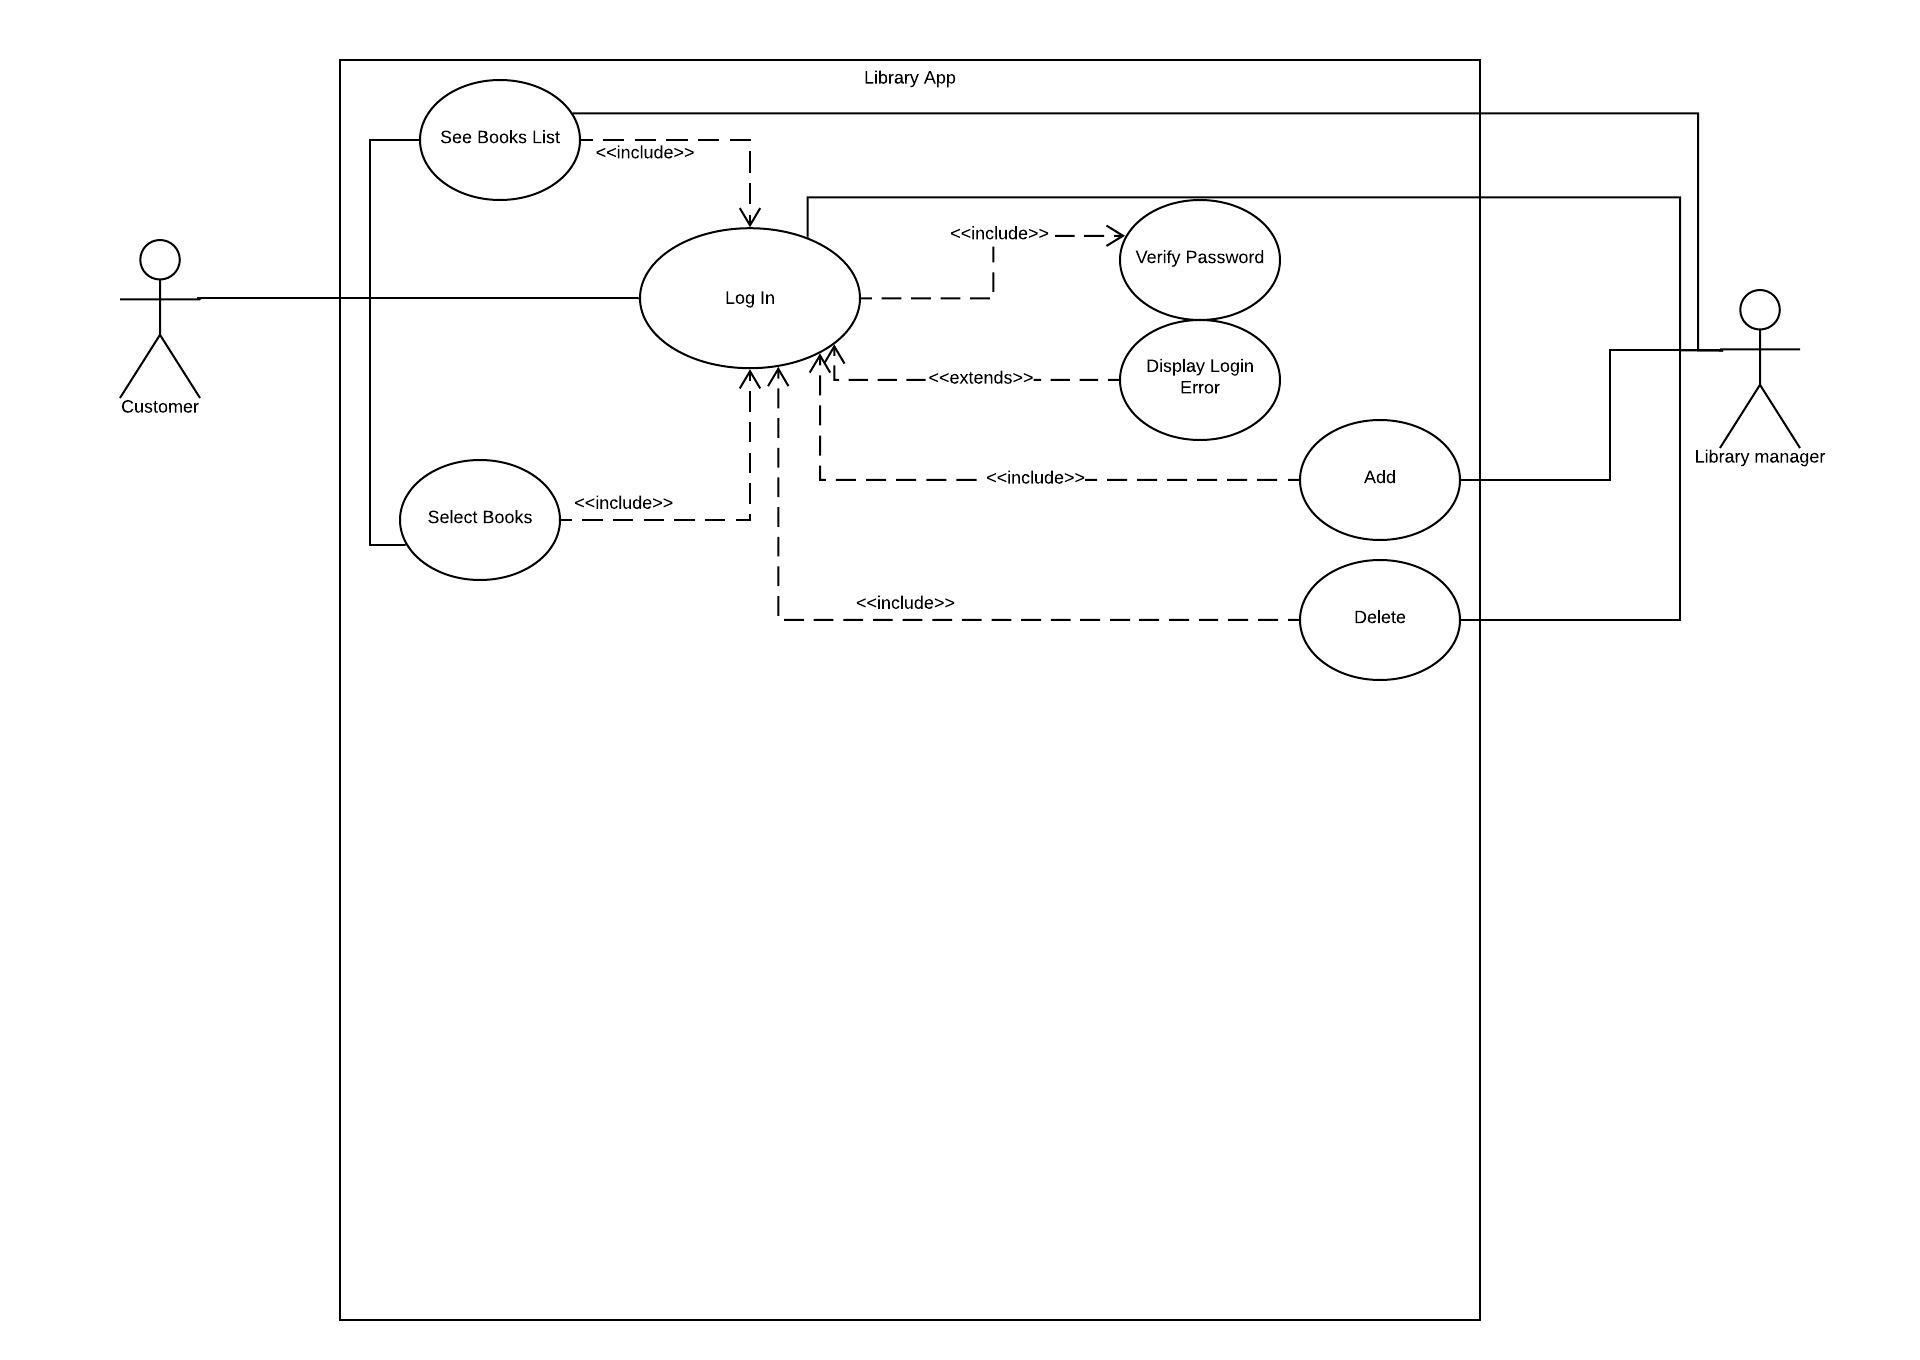 Library App
See Books List
<<include>>
<<include>>
Verify Password
Log In
Display Login
Error
<<extends>>
Customer
Library manager
<<include>>
Add
<<include>>
Select Books
<<include>>
Delete